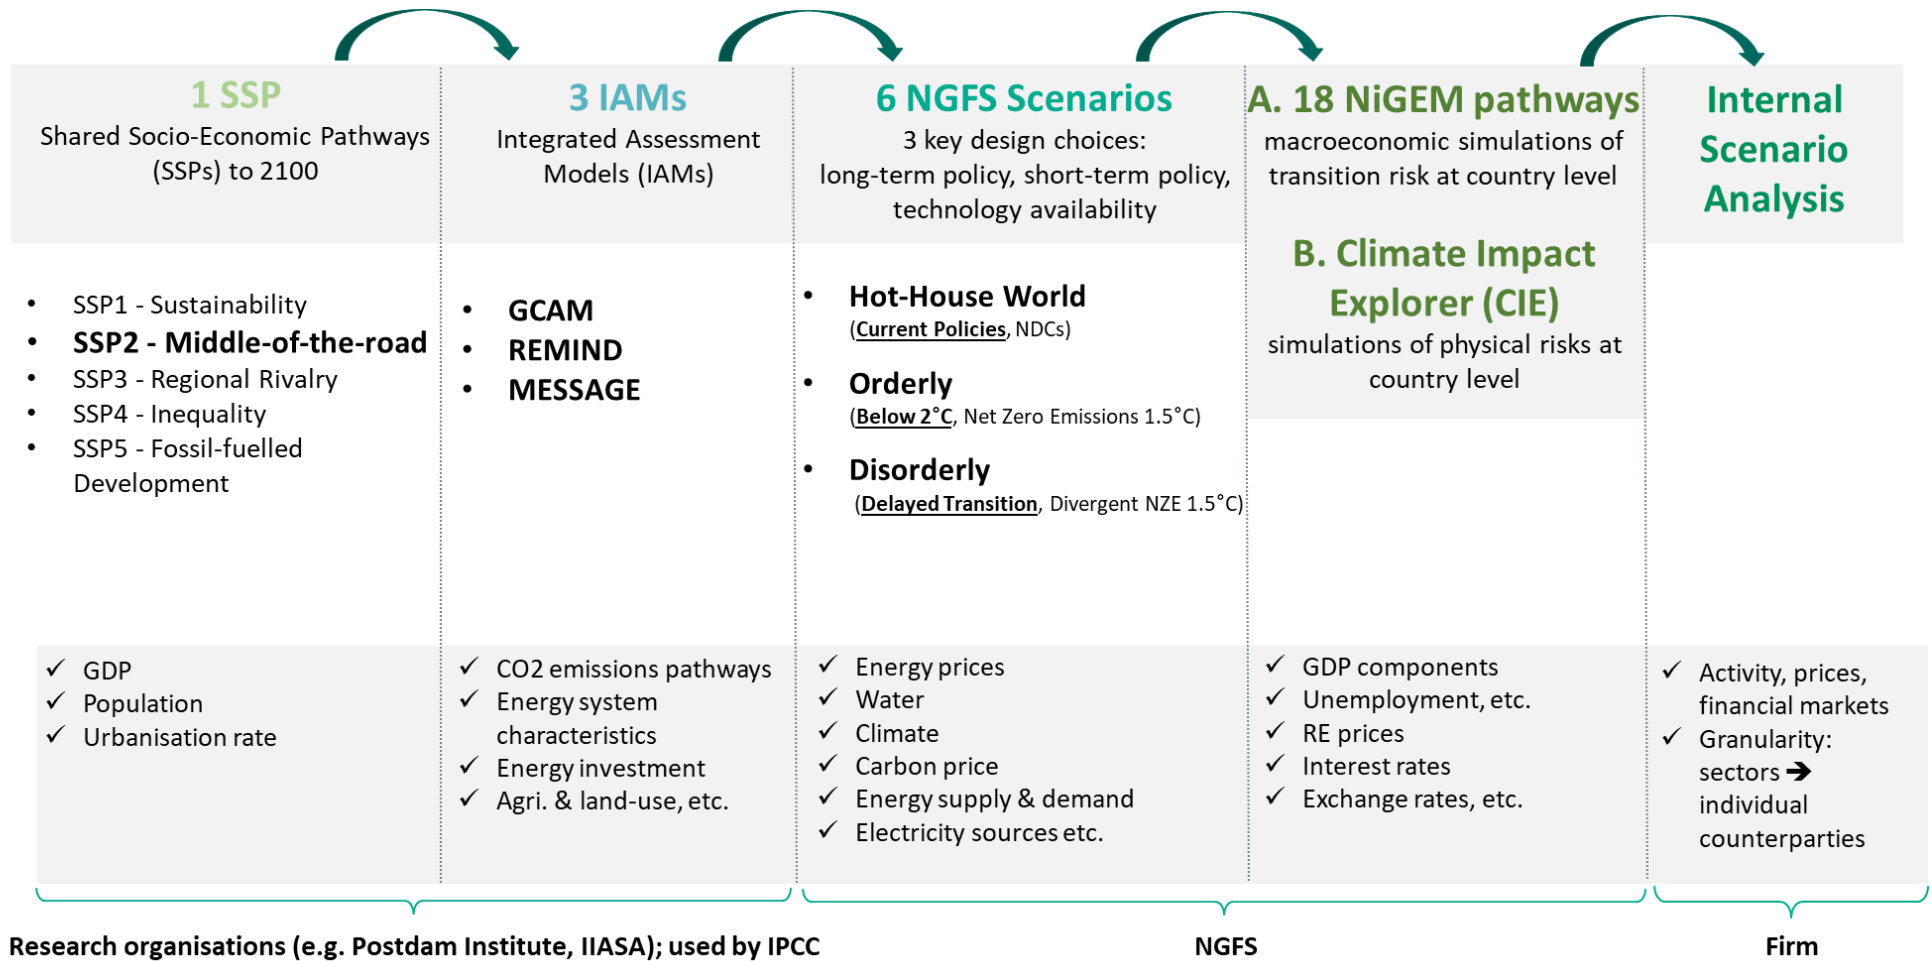 1 SSP
Shared Socio-Economic Pathways
(SSPs) to 2100
3 IAMs
Integrated Assessment
Models (IAMs)
6 NGFS Scenarios
3 key design choices:
long-term policy, short-term policy,
technology availability
A. 18 NiGEM pathways
macroeconomic simulations of
transition risk at country level
B. Climate Impact
Explorer (CIE)
simulations of physical risks at
country level
Internal
Scenario
Analysis
• SSP1 - Sustainability
• SSP2 - Middle-of-the-road
• SSP3 - Regional Rivalry
• SSP4 - Inequality
• SSP5 - Fossil-fuelled
Development
• GCAM
• REMIND
• MESSAGE
• Hot-House World
(Current Policies, NDCs)
• Orderly
(Below 2°C, Net Zero Emissions 1.5°C)
• Disorderly
(Delayed Transition, Divergent NZE 1.5°C)
✓ GDP
✓ Population
✓ Urbanisation rate
✓ CO2 emissions pathways
✓ Energy system
characteristics
✓ Energy investment
✓ Agri. & land-use, etc.
✓ Energy prices
✓ Water
✓ Climate
✓ Carbon price
✓ Energy supply & demand
✓ Electricity sources etc.
✓ GDP components
✓ Unemployment, etc.
✓ RE prices
✓ Interest rates
✓ Exchange rates, etc.
✓ Activity, prices,
financial markets
✓ Granularity:
sectors ➔
individual
counterparties
Research organisations (e.g. Postdam Institute, IIASA); used by IPCC
NGFS
Firm